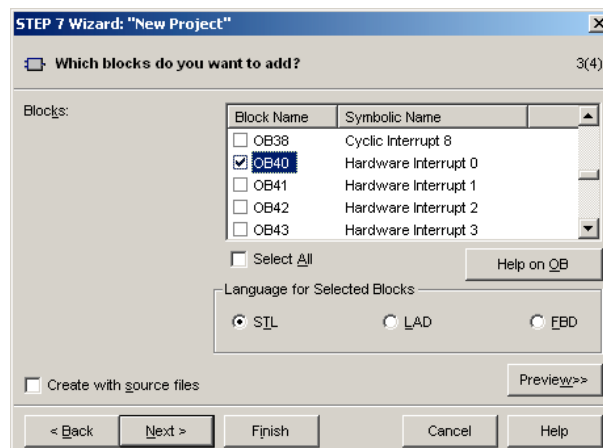 STEP 7 Wizard: "New Project"
Which blocks do you want to add? 3(4)
Blocks:
Block Name Symbolic Name
OB38 Cyclic Interrupt 8
OB40 Hardware Interrupt 0
OB41 Hardware Interrupt 1
OB42 Hardware Interrupt 2
OB43 Hardware Interrupt 3
Select All
Help on OB
Language for Selected Blocks
STL LAD FBD
Create with source files
Preview>>
< Back Next > Finish Cancel Help